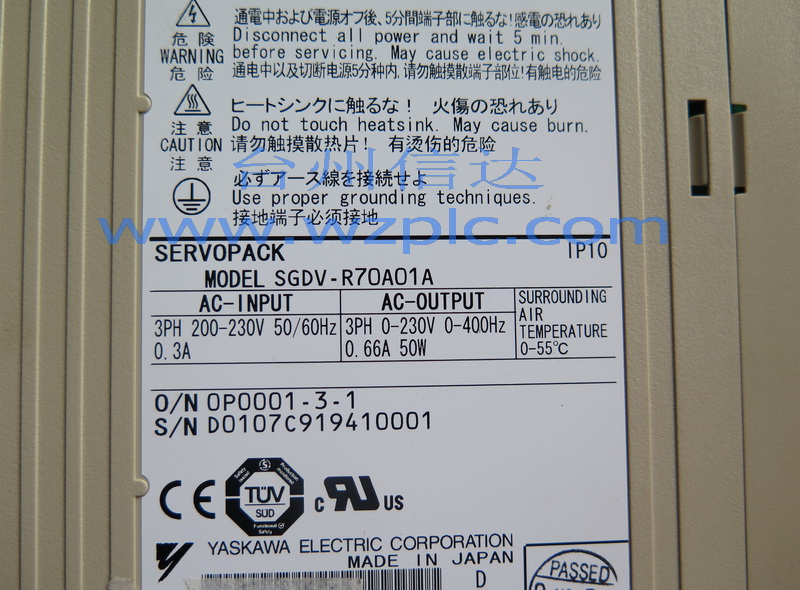 通電中および電源オフ後、5分間端子部に触るな!感電の恐れあり
危険
Disconnect all power and wait 5 min.
WARNING before servicing. May cause electric shock.
危险 通电中以及切断电源5分种内,请勿触摸散端子部位!有触电的危险
ヒートシンクに触るな! 火傷の恐れあり
注意 Do not touch heatsink. May cause burn.
CAUTION 请勿触摸散热片! 有烫伤的危险
注意
台州信达
必ずアース線を接続せよ
Use proper grounding techniques.
接地端子必须接地
www.wzplc.com
SERVOPACK IP10
MODEL SGDV-R70A01A
AC-INPUT AC-OUTPUT SURROUNDING AIR TEMPERATURE
3PH 200-230V 50/60Hz 3PH 0-230V 0-400Hz
0.3A 0.66A 50W 0-55℃
O/N 0P0001-3-1
S/N D0107C919410001
CE TÜV SUD Functional Safety c RU US
YASKAWA ELECTRIC CORPORATION
MADE IN JAPAN
D
PASSED